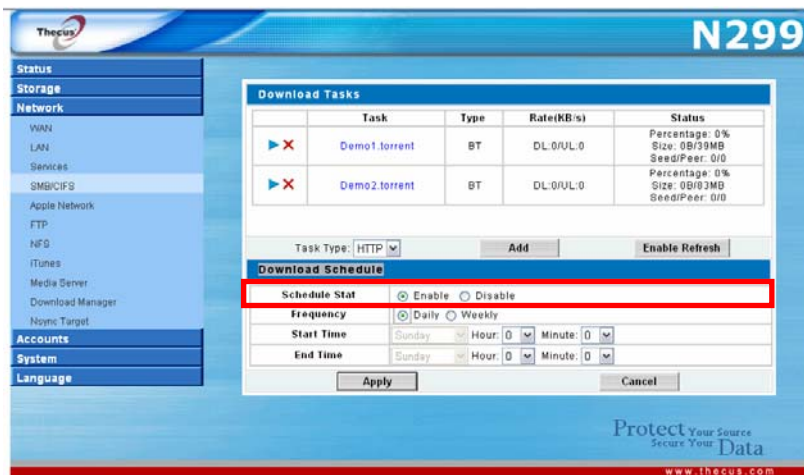 Thecus
N299
Status
Storage
Network
WAN
LAN
Services
SMB/CIFS
Apple Network
FTP
NFS
iTunes
Media Server
Download Manager
Nsync Target
Accounts
System
Language
Download Tasks
Task Type Rate(KB/s) Status
Demo1.torrent BT DL:0/UL:0 Percentage: 0%
Size: 0B/39MB
Seed/Peer: 0/0
Demo2.torrent BT DL:0/UL:0 Percentage: 0%
Size: 0B/83MB
Seed/Peer: 0/0
Task Type: HTTP Add Enable Refresh
Download Schedule
Schedule Stat Enable Disable
Frequency Daily Weekly
Start Time Sunday Hour: 0 Minute: 0
End Time Sunday Hour: 0 Minute: 0
Apply Cancel
Protect Your Source
Secure Your Data
www.thecus.com